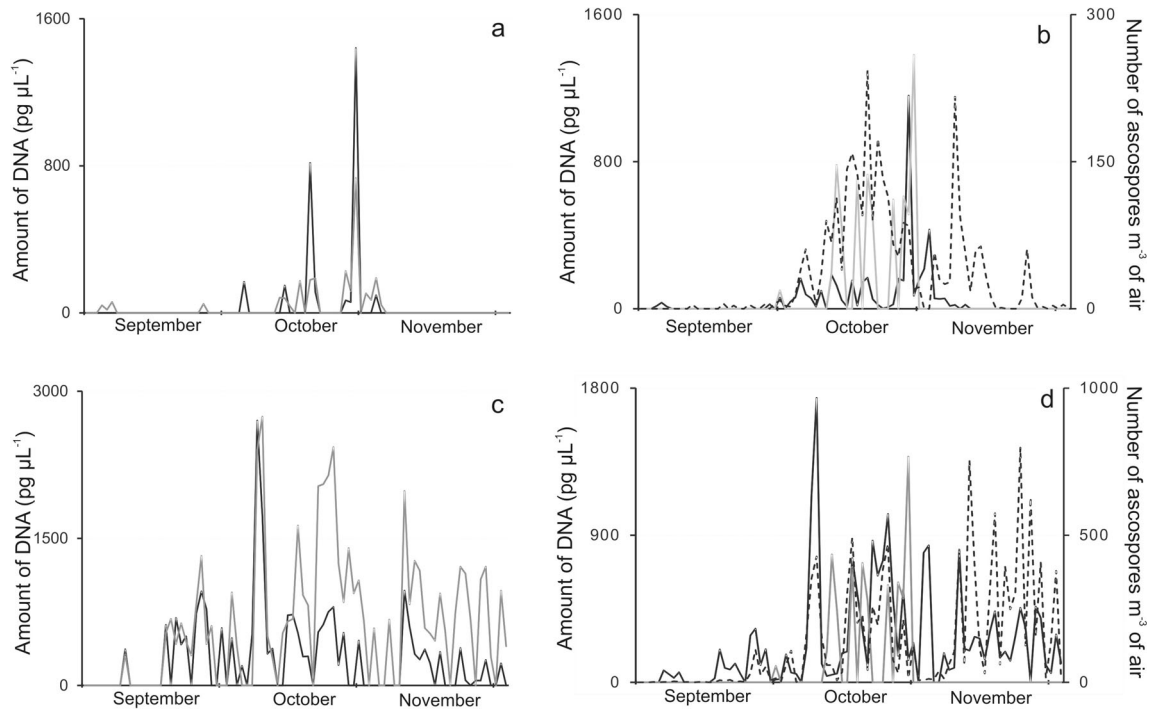 a
1600
800
0
Amount of DNA (pg µL⁻¹)
September October November
b
1600
800
0
Amount of DNA (pg µL⁻¹)
300
150
0
Number of ascospores m⁻³ of air
September October November
c
3000
1500
0
Amount of DNA (pg µL⁻¹)
September October November
d
1800
900
0
Amount of DNA (pg µL⁻¹)
1000
500
0
Number of ascospores m⁻³ of air
September October November